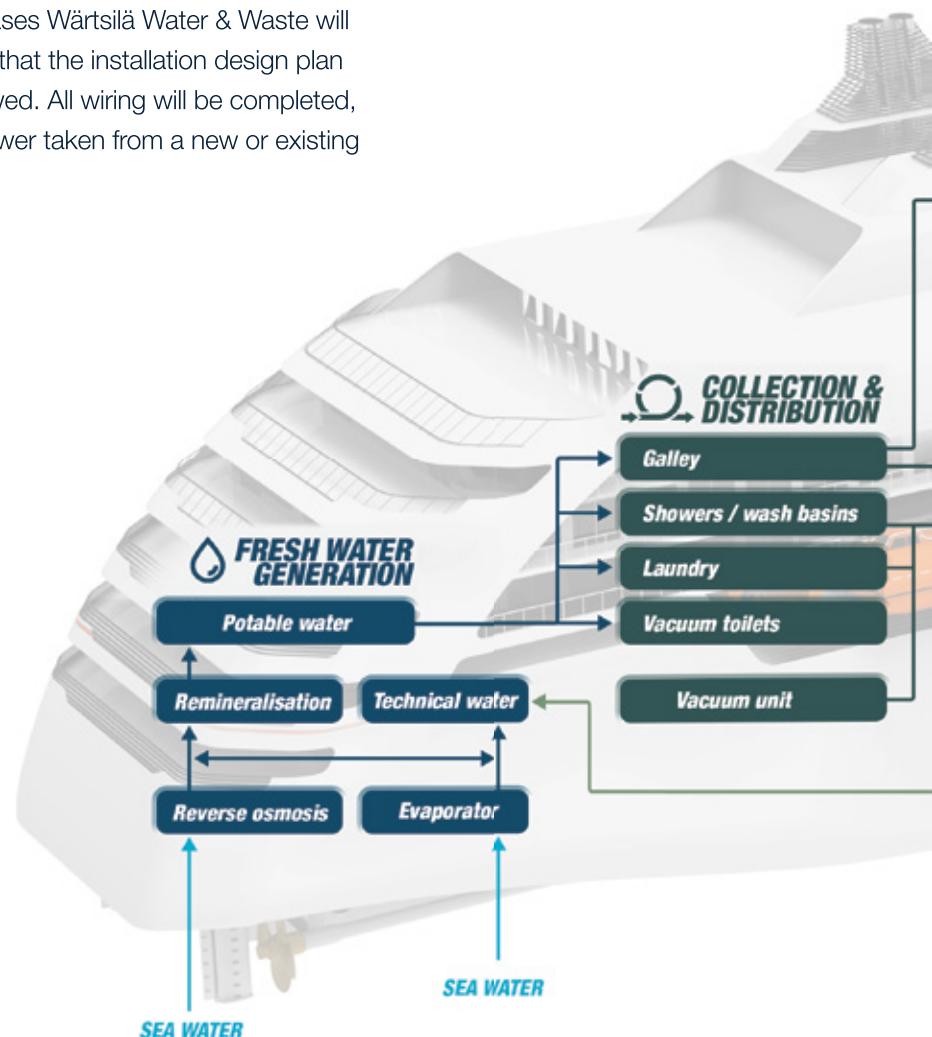 ses Wärtsilä Water & Waste will
that the installation design plan
ved. All wiring will be completed,
wer taken from a new or existing
COLLECTION &
DISTRIBUTION
Galley
Showers / wash basins
Laundry
Vacuum toilets
Vacuum unit
FRESH WATER
GENERATION
Potable water
Remineralisation
Technical water
Reverse osmosis
Evaporator
SEA WATER
SEA WATER